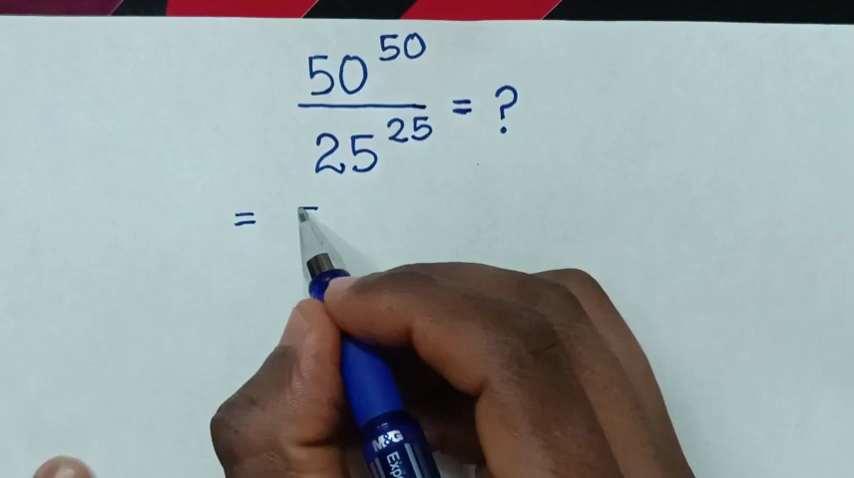 50^50
/ 25^25 = ?
=
M&G